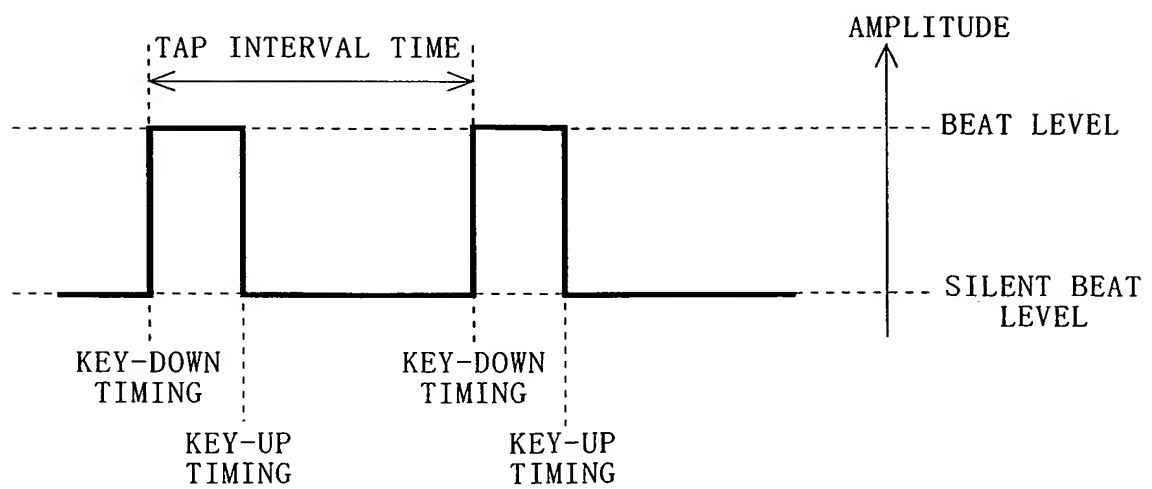 AMPLITUDE
TAP INTERVAL TIME
BEAT LEVEL
SILENT BEAT
LEVEL
KEY-DOWN
TIMING
KEY-DOWN
TIMING
KEY-UP
TIMING
KEY-UP
TIMING